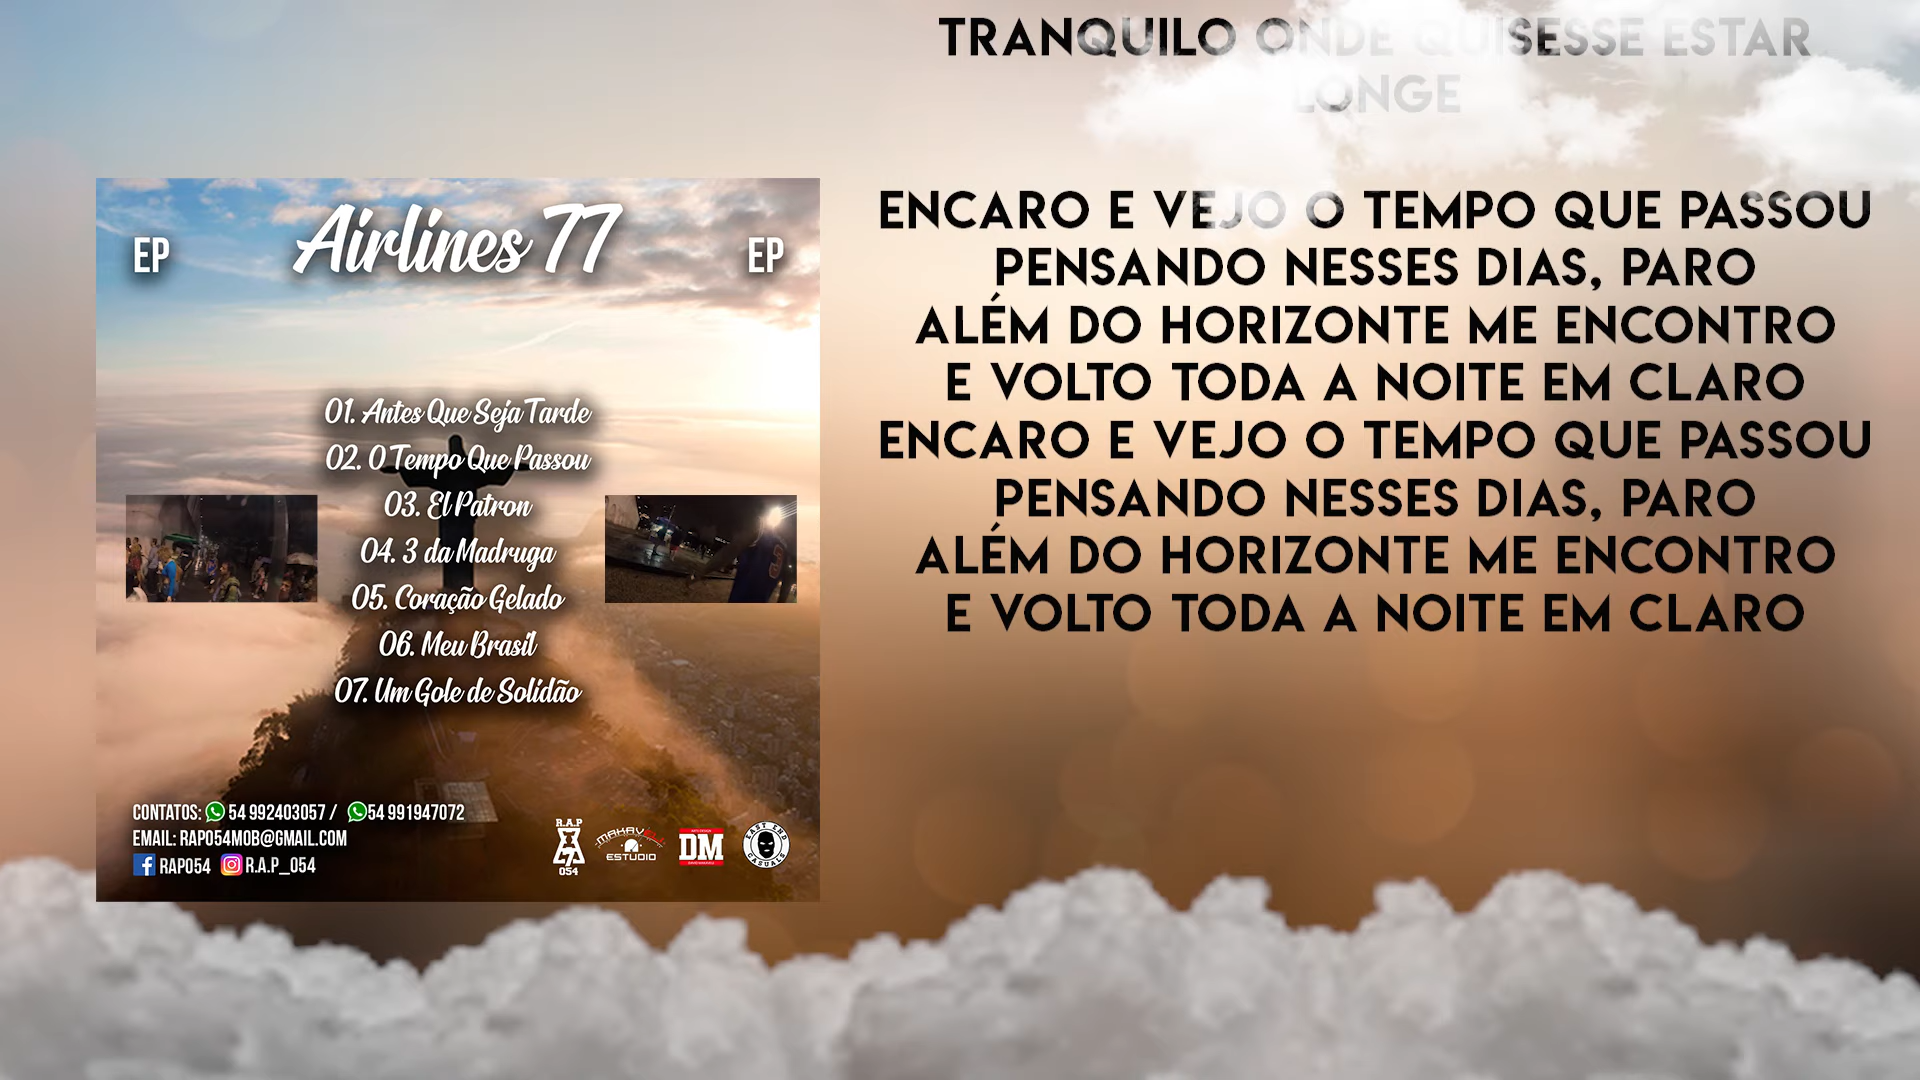 EP
Airlines 77
EP
01. Antes Que Seja Tarde
02. O Tempo Que Passou
03. El Patron
04. 3 da Madruga
05. Coração Gelado
06. Meu Brasil
07. Um Gole de Solidão
CONTATOS: 54 992403057 / 54 991947072
EMAIL: RAP054MOB@GMAIL.COM
RAP054 R.A.P_054
R.A.P
054
MAKAVELI
ESTUDIO
DM
EAST END
CASUALS
TRANQUILO ONDE QUISESSE ESTAR
LONGE
ENCARO E VEJO O TEMPO QUE PASSOU
PENSANDO NESSES DIAS, PARO
ALÉM DO HORIZONTE ME ENCONTRO
E VOLTO TODA A NOITE EM CLARO
ENCARO E VEJO O TEMPO QUE PASSOU
PENSANDO NESSES DIAS, PARO
ALÉM DO HORIZONTE ME ENCONTRO
E VOLTO TODA A NOITE EM CLARO